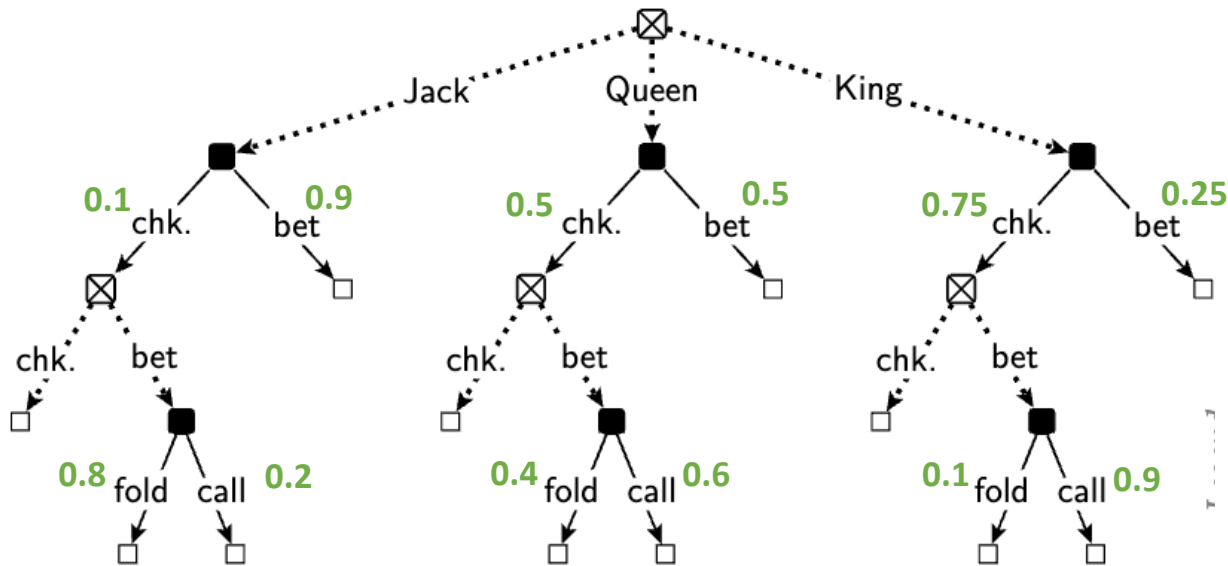 Jack Queen King
0.1 0.9 0.5 0.5 0.75 0.25
chk. bet chk. bet chk. bet
chk. bet chk. bet chk. bet
0.8 0.2 0.4 0.6 0.1 0.9
fold call fold call fold call